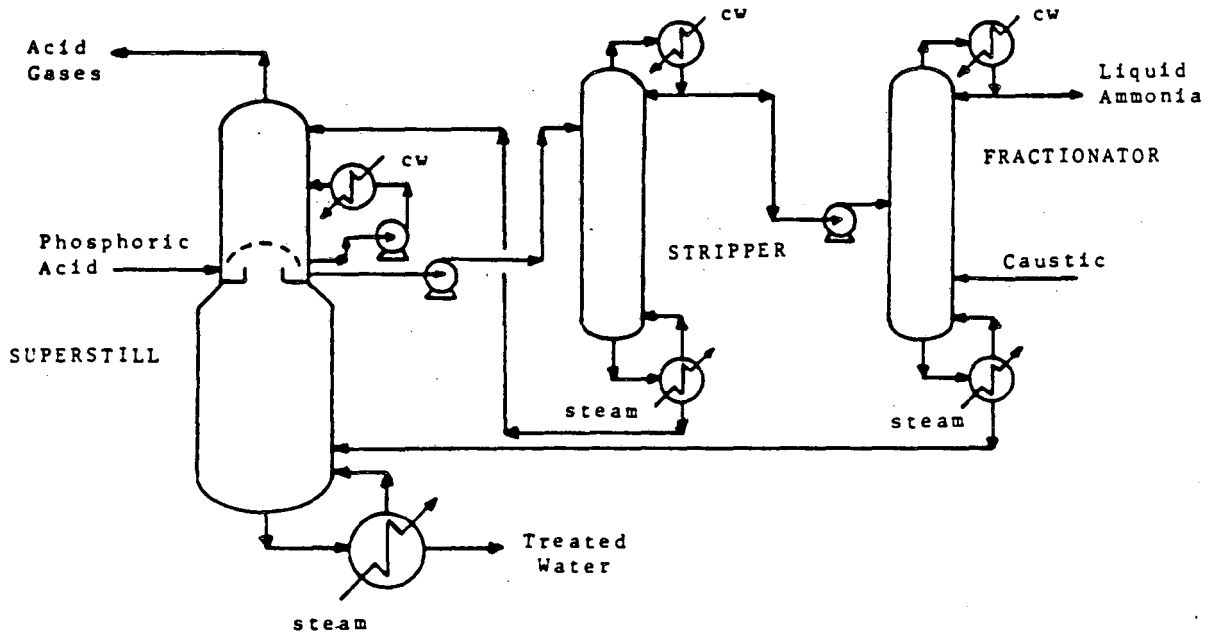 cw
cw
Acid
Gases
Liquid
Ammonia
FRACTIONATOR
cw
Phosphoric
Acid
STRIPPER
Caustic
SUPERSTILL
steam
steam
Treated
Water
steam